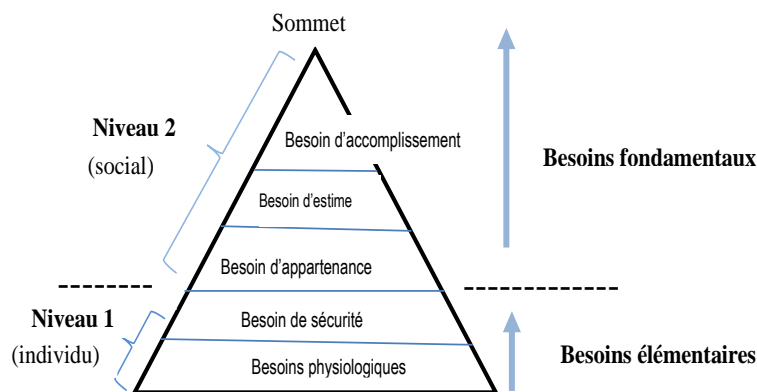 Sommet
Niveau 2
(social)
Besoin d'accomplissement
Besoins fondamentaux
Besoin d'estime
Besoin d'appartenance
Niveau 1
(individu)
Besoin de sécurité
Besoins physiologiques
Besoins élémentaires